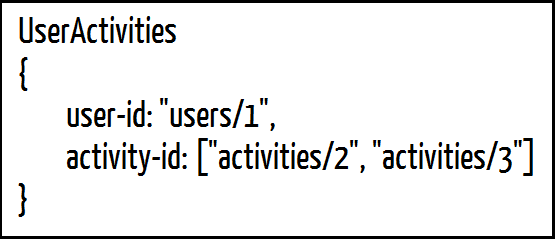 UserActivities
{
user-id: "users/1",
activity-id: ["activities/2", "activities/3"]
}